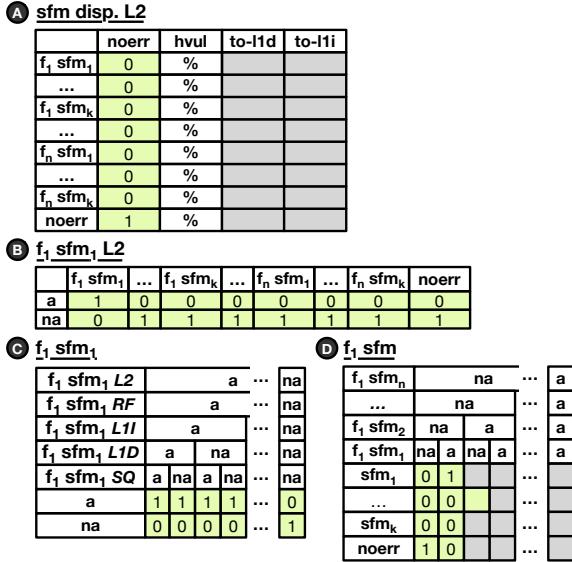 A sfm disp. L2
noerr hvul to-l1d to-l1i
f1 sfm1 0 %
... 0 %
f1 sfmk 0 %
... 0 %
fn sfm1 0 %
... 0 %
fn sfmk 0 %
noerr 1 %
B f1 sfm1 L2
f1 sfm1 ... f1 sfmk ... fn sfm1 ... fn sfmk noerr
a 1 0 0 0 0 0 0 0
na 0 1 1 1 1 1 1 1
C f1 sfm1
f1 sfm1 L2 a ... na
f1 sfm1 RF a ... na
f1 sfm1 L1I a ... na
f1 sfm1 L1D a na ... na
f1 sfm1 SQ a na a na ... na
a 1 1 1 1 ... 0
na 0 0 0 0 ... 1
D f1 sfm
f1 sfmn na ... a
... na ... a
f1 sfm2 na a ... a
f1 sfm1 na a na a ... a
sfm1 0 1 ...
... 0 0 ...
sfmk 0 0 ...
noerr 1 0 ...